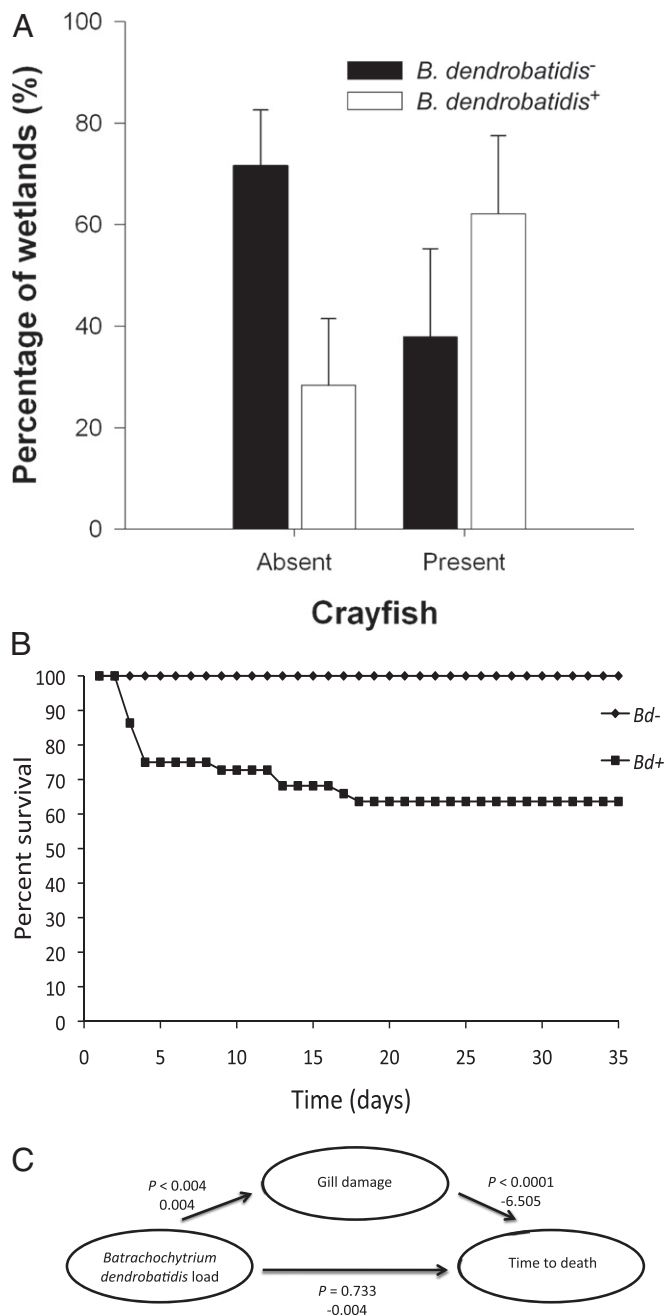 A
100
80
60
40
20
0
Percentage of wetlands (%)
B. dendrobatidis-
B. dendrobatidis+
Absent
Present
Crayfish
B
100
90
80
70
60
50
40
30
20
10
0
Percent survival
Bd-
Bd+
0 5 10 15 20 25 30 35
Time (days)
C
Gill damage
P < 0.004
0.004
P < 0.0001
-6.505
Batrachochytrium
dendrobatidis load
Time to death
P = 0.733
-0.004